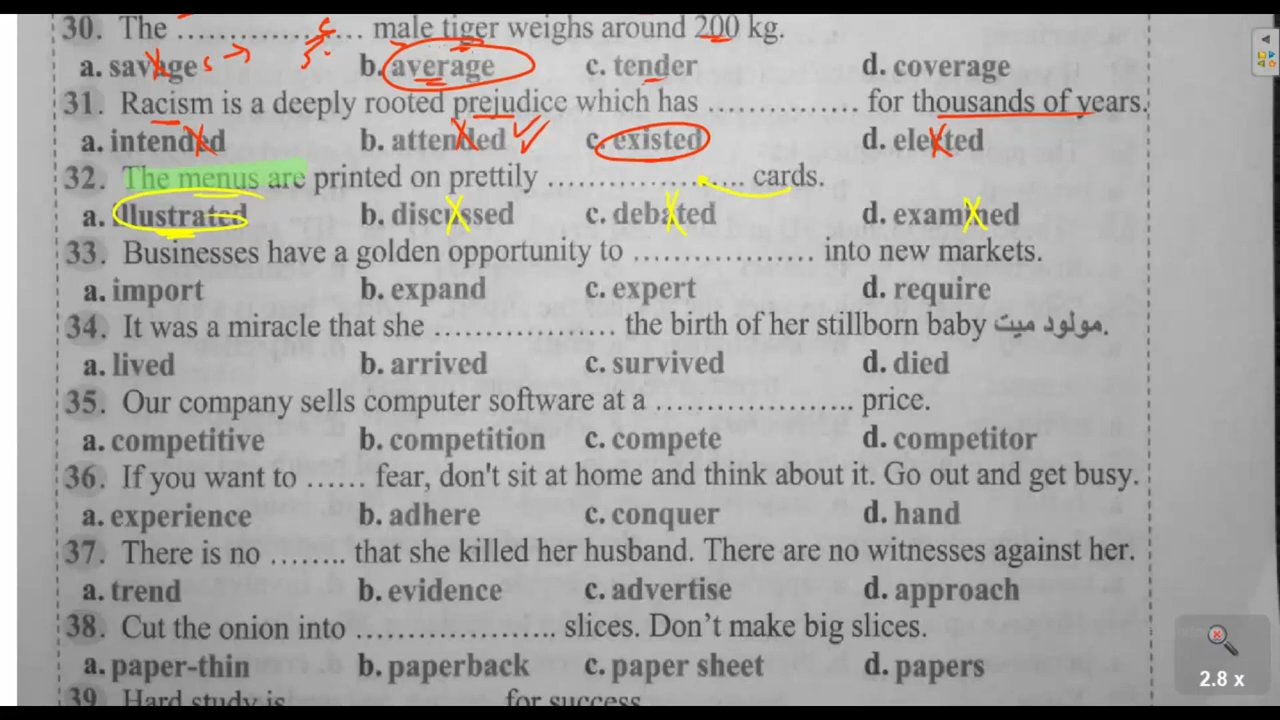 30. The .................. male tiger weighs around 200 kg.
a. savage b. average c. tender d. coverage
31. Racism is a deeply rooted prejudice which has ............... for thousands of years.
a. intended b. attended c. existed d. elected
32. The menus are printed on prettily .................... cards.
a. illustrated b. discussed c. debated d. examined
33. Businesses have a golden opportunity to .................. into new markets.
a. import b. expand c. expert d. require
34. It was a miracle that she .................. the birth of her stillborn baby مولود ميت.
a. lived b. arrived c. survived d. died
35. Our company sells computer software at a .................... price.
a. competitive b. competition c. compete d. competitor
36. If you want to ...... fear, don't sit at home and think about it. Go out and get busy.
a. experience b. adhere c. conquer d. hand
37. There is no ........ that she killed her husband. There are no witnesses against her.
a. trend b. evidence c. advertise d. approach
38. Cut the onion into .................... slices. Don't make big slices.
a. paper-thin b. paperback c. paper sheet d. papers
39. Hard study is .................... for success
2.8 x